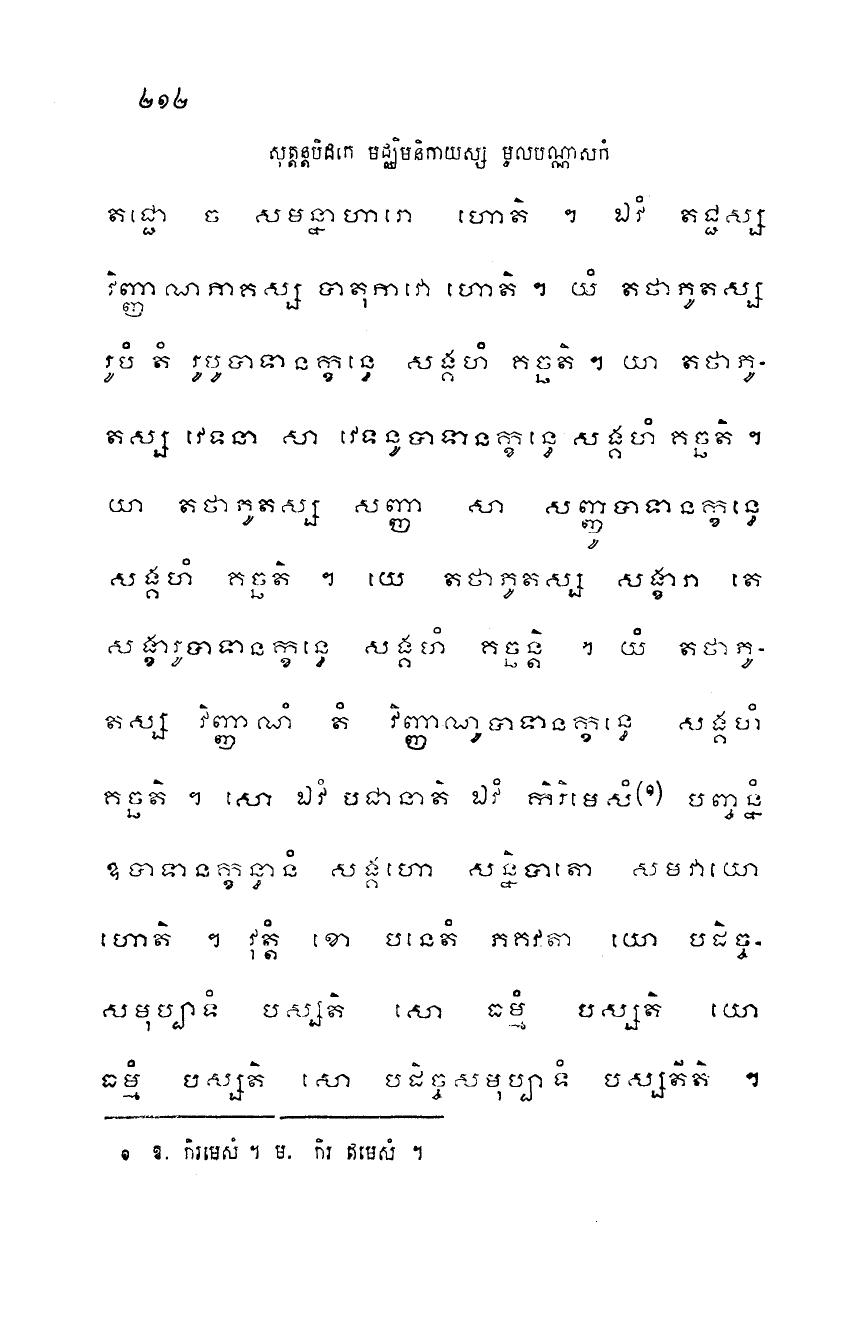 ២១២
សុត្តន្តបិដកេ មជ្ឈិមនិកាយស្ស មូលបណ្ណាសកំ
តជ្ជោ ច សមន្នាហារោ ហោតិ ។ ឯវំ តជ្ជស្ស
វិញ្ញាណភាគស្ស បាតុភាវោ ហោតិ ។ យំ តថាភូតស្ស
រូបំ តំ រូបូបាទានក្ខន្ធេ សង្គហំ គច្ឆតិ ។ យា តថាភូ-
តស្ស វេទនា សា វេទនូបាទានក្ខន្ធេ សង្គហំ គច្ឆតិ ។
យា តថាភូតស្ស សញ្ញា សា សញ្ញូបាទានក្ខន្ធេ
សង្គហំ គច្ឆតិ ។ យេ តថាភូតស្ស សង្ខារា តេ
សង្ខារូបាទានក្ខន្ធេ សង្គហំ គច្ឆន្តិ ។ យំ តថាភូ-
តស្ស វិញ្ញាណំ តំ វិញ្ញាណូបាទានក្ខន្ធេ សង្គហំ
គច្ឆតិ ។ សោ ឯវំ បជានាតិ ឯវំ កិរិមេសំ(១) បញ្ចន្នំ
ឧបាទានក្ខន្ធានំ សង្គហោ សន្និបាតោ សមវាយោ
ហោតិ ។ វុត្តំ ខោ បនេតំ ភគវតា យោ បដិច្ច-
សមុប្បាទំ បស្សតិ សោ ធម្មំ បស្សតិ យោ
ធម្មំ បស្សតិ សោ បដិច្ចសមុប្បាទំ បស្សតីតិ ។
១ ឱ. កិរមេសំ ។ ម. កិរ ឥមេសំ ។